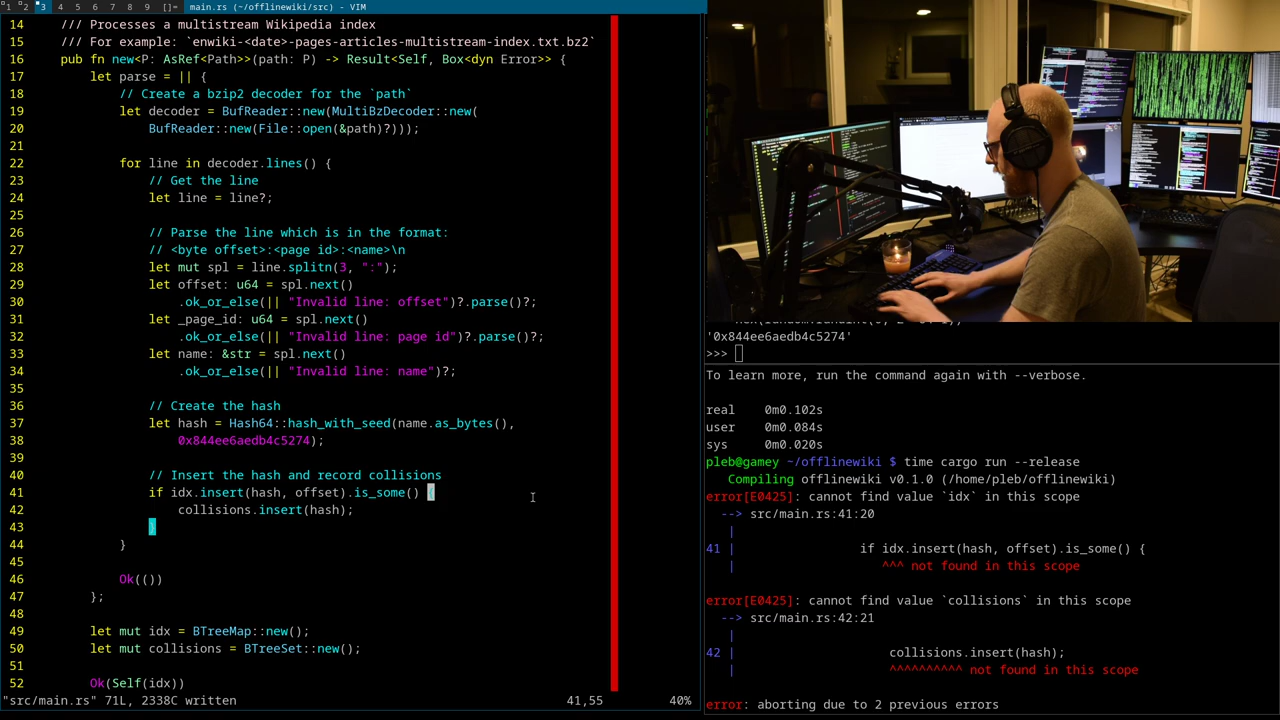 1 2 3 4 5 6 7 8 9 []= main.rs (~/offlinewiki/src) - VIM
14 /// Processes a multistream Wikipedia index
15 /// For example: `enwiki-<date>-pages-articles-multistream-index.txt.bz2`
16 pub fn new<P: AsRef<Path>>(path: P) -> Result<Self, Box<dyn Error>> {
17 let parse = || {
18 // Create a bzip2 decoder for the `path`
19 let decoder = BufReader::new(MultiBzDecoder::new(
20 BufReader::new(File::open(&path)?)));
21
22 for line in decoder.lines() {
23 // Get the line
24 let line = line?;
25
26 // Parse the line which is in the format:
27 // <byte offset>:<page id>:<name>\n
28 let mut spl = line.splitn(3, ":");
29 let offset: u64 = spl.next()
30 .ok_or_else(|| "Invalid line: offset")?.parse()?;
31 let _page_id: u64 = spl.next()
32 .ok_or_else(|| "Invalid line: page id")?.parse()?;
33 let name: &str = spl.next()
34 .ok_or_else(|| "Invalid line: name")?;
35
36 // Create the hash
37 let hash = Hash64::hash_with_seed(name.as_bytes(),
38 0x844ee6aedb4c5274);
39
40 // Insert the hash and record collisions
41 if idx.insert(hash, offset).is_some() {
42 collisions.insert(hash);
43 }
44 }
45
46 Ok(())
47 };
48
49 let mut idx = BTreeMap::new();
50 let mut collisions = BTreeSet::new();
51
52 Ok(Self(idx))
"src/main.rs" 71L, 2338C written 41,55 40%
'0x844ee6aedb4c5274'
>>>
To learn more, run the command again with --verbose.
real 0m0.102s
user 0m0.084s
sys 0m0.020s
pleb@gamey ~/offlinewiki $ time cargo run --release
Compiling offlinewiki v0.1.0 (/home/pleb/offlinewiki)
error[E0425]: cannot find value `idx` in this scope
--> src/main.rs:41:20
|
41 | if idx.insert(hash, offset).is_some() {
| ^^^ not found in this scope
error[E0425]: cannot find value `collisions` in this scope
--> src/main.rs:42:21
|
42 | collisions.insert(hash);
| ^^^^^^^^^^ not found in this scope
error: aborting due to 2 previous errors